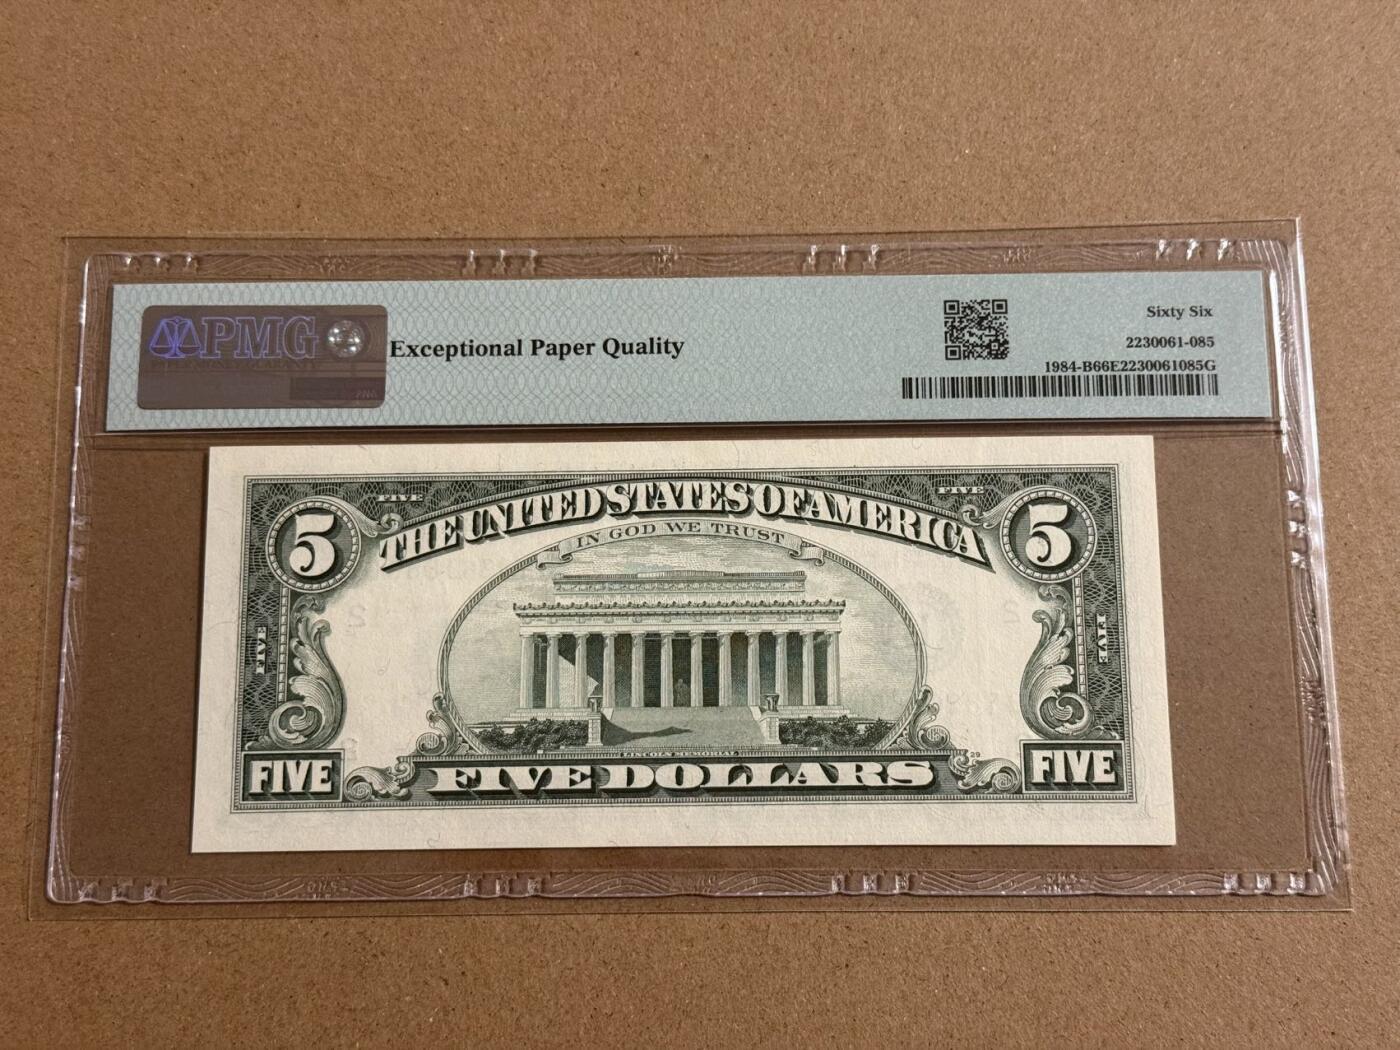 PMG
Exceptional Paper Quality
Sixty Six
2230061-085
1984-B66E2230061085G
FIVE
FIVE
5
THE UNITED STATES OF AMERICA
5
IN GOD WE TRUST
FIVE
FIVE
LINCOLN MEMORIAL
FIVE
FIVE DOLLARS
FIVE